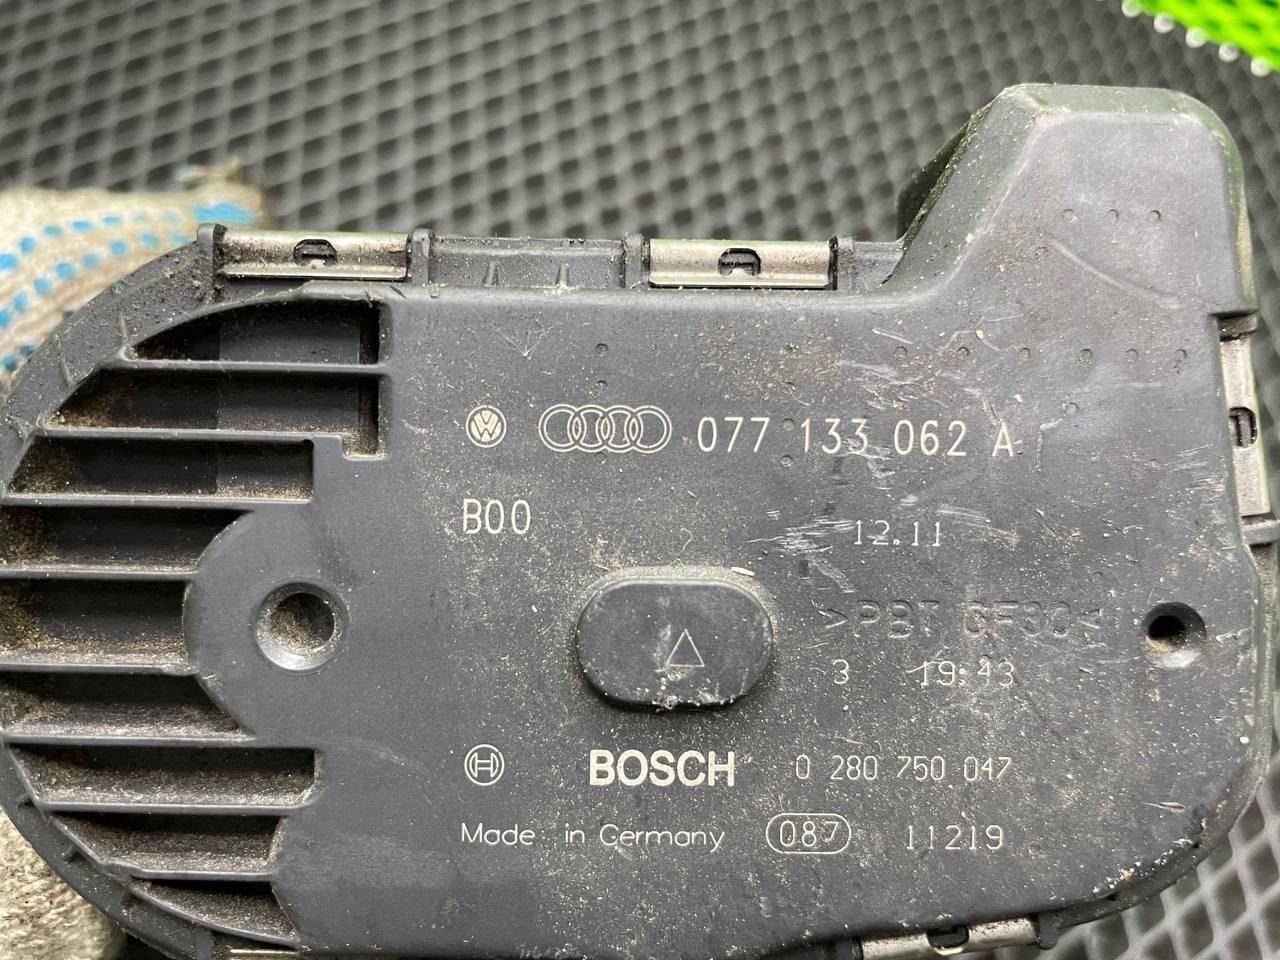 077 133 062 A
B00
12.11
>PBT GF30<
3 19:43
BOSCH 0 280 750 047
Made in Germany 087 11219